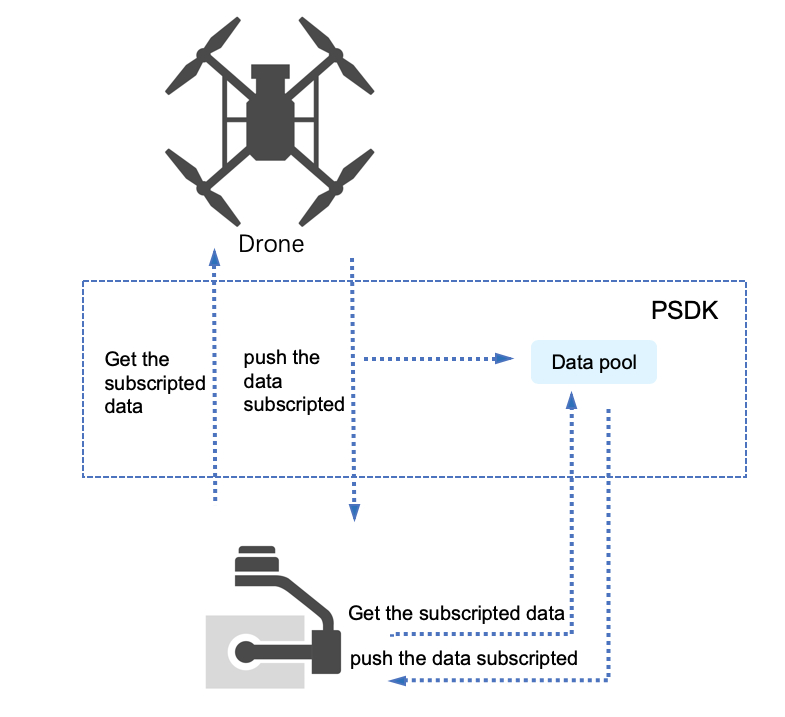 Drone
PSDK
Get the
subscripted
data
push the
data
subscripted
Data pool
Get the subscripted data
push the data subscripted